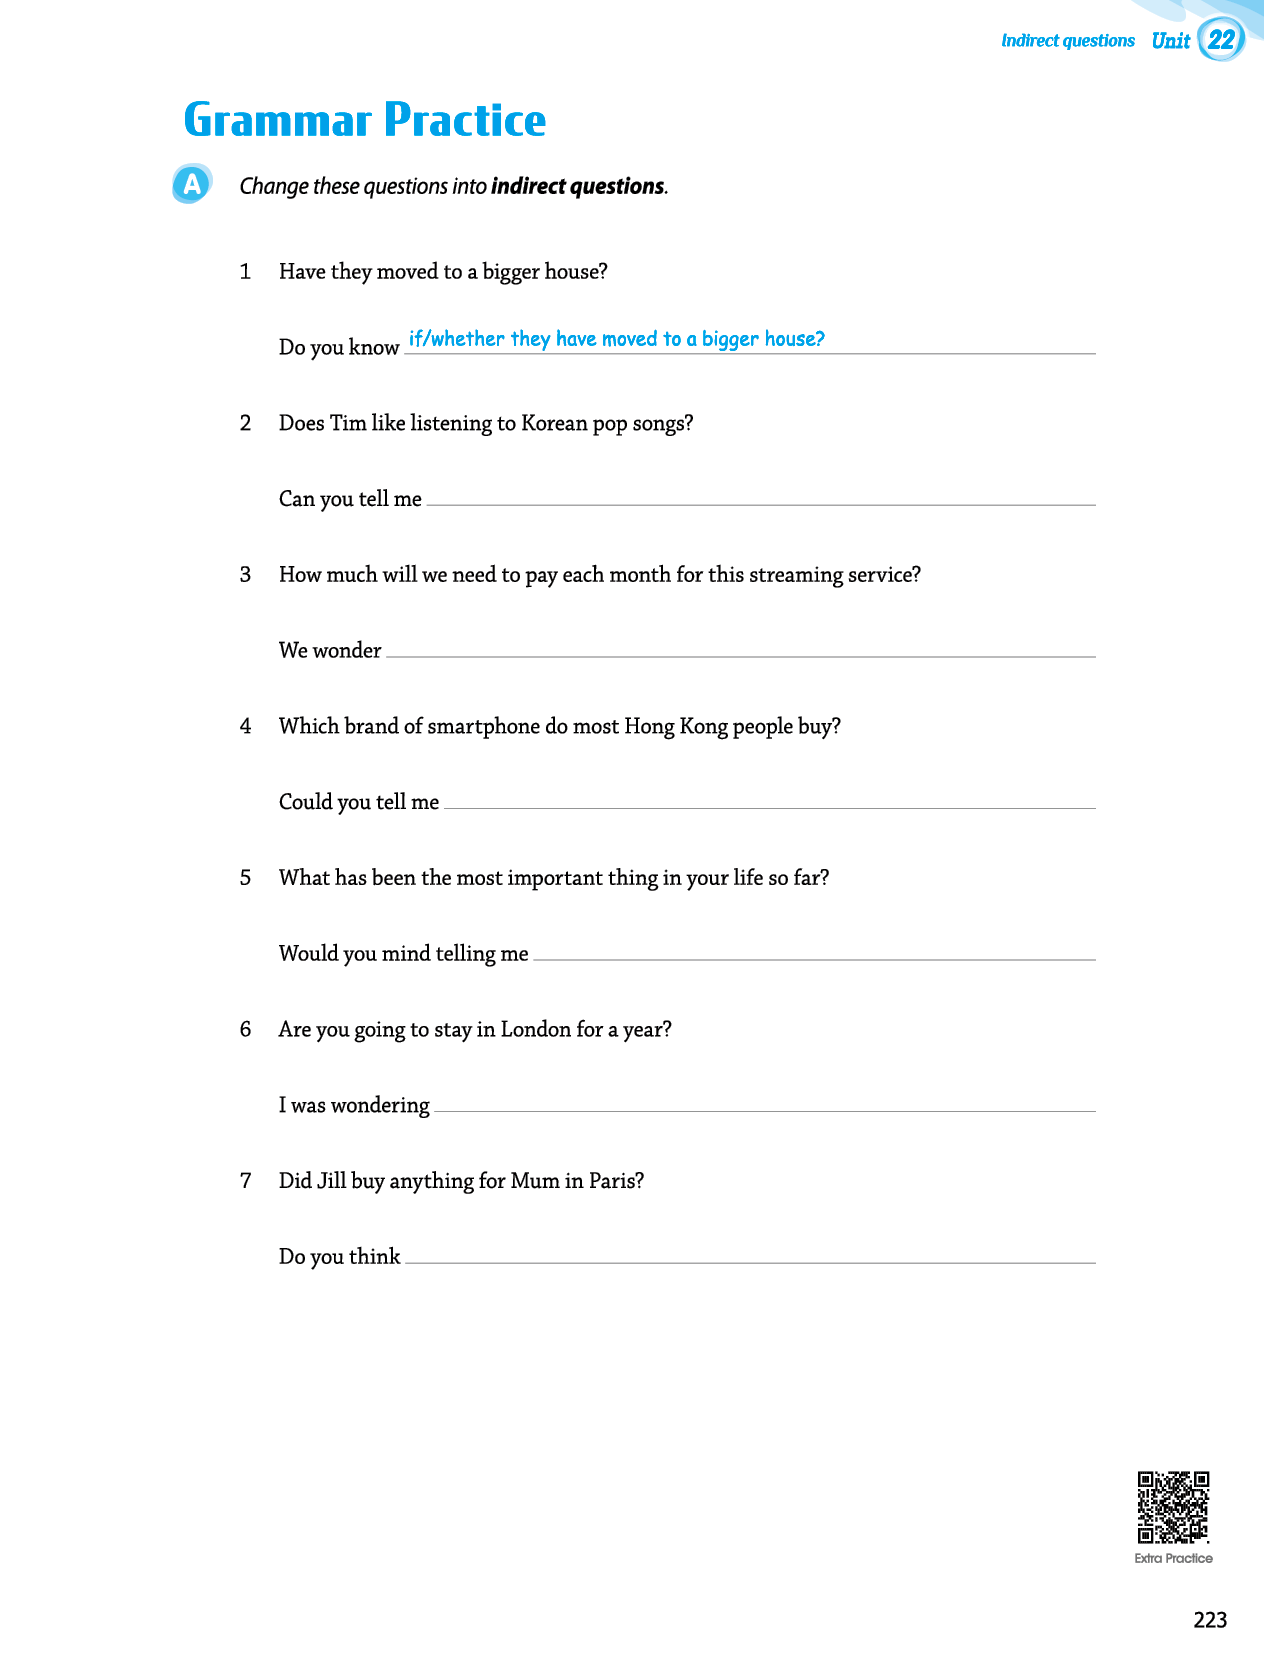 Indirect questions Unit 22
Grammar Practice
A Change these questions into indirect questions.
1 Have they moved to a bigger house?
Do you know if/whether they have moved to a bigger house?
2 Does Tim like listening to Korean pop songs?
Can you tell me
3 How much will we need to pay each month for this streaming service?
We wonder
4 Which brand of smartphone do most Hong Kong people buy?
Could you tell me
5 What has been the most important thing in your life so far?
Would you mind telling me
6 Are you going to stay in London for a year?
I was wondering
7 Did Jill buy anything for Mum in Paris?
Do you think
Extra Practice
223